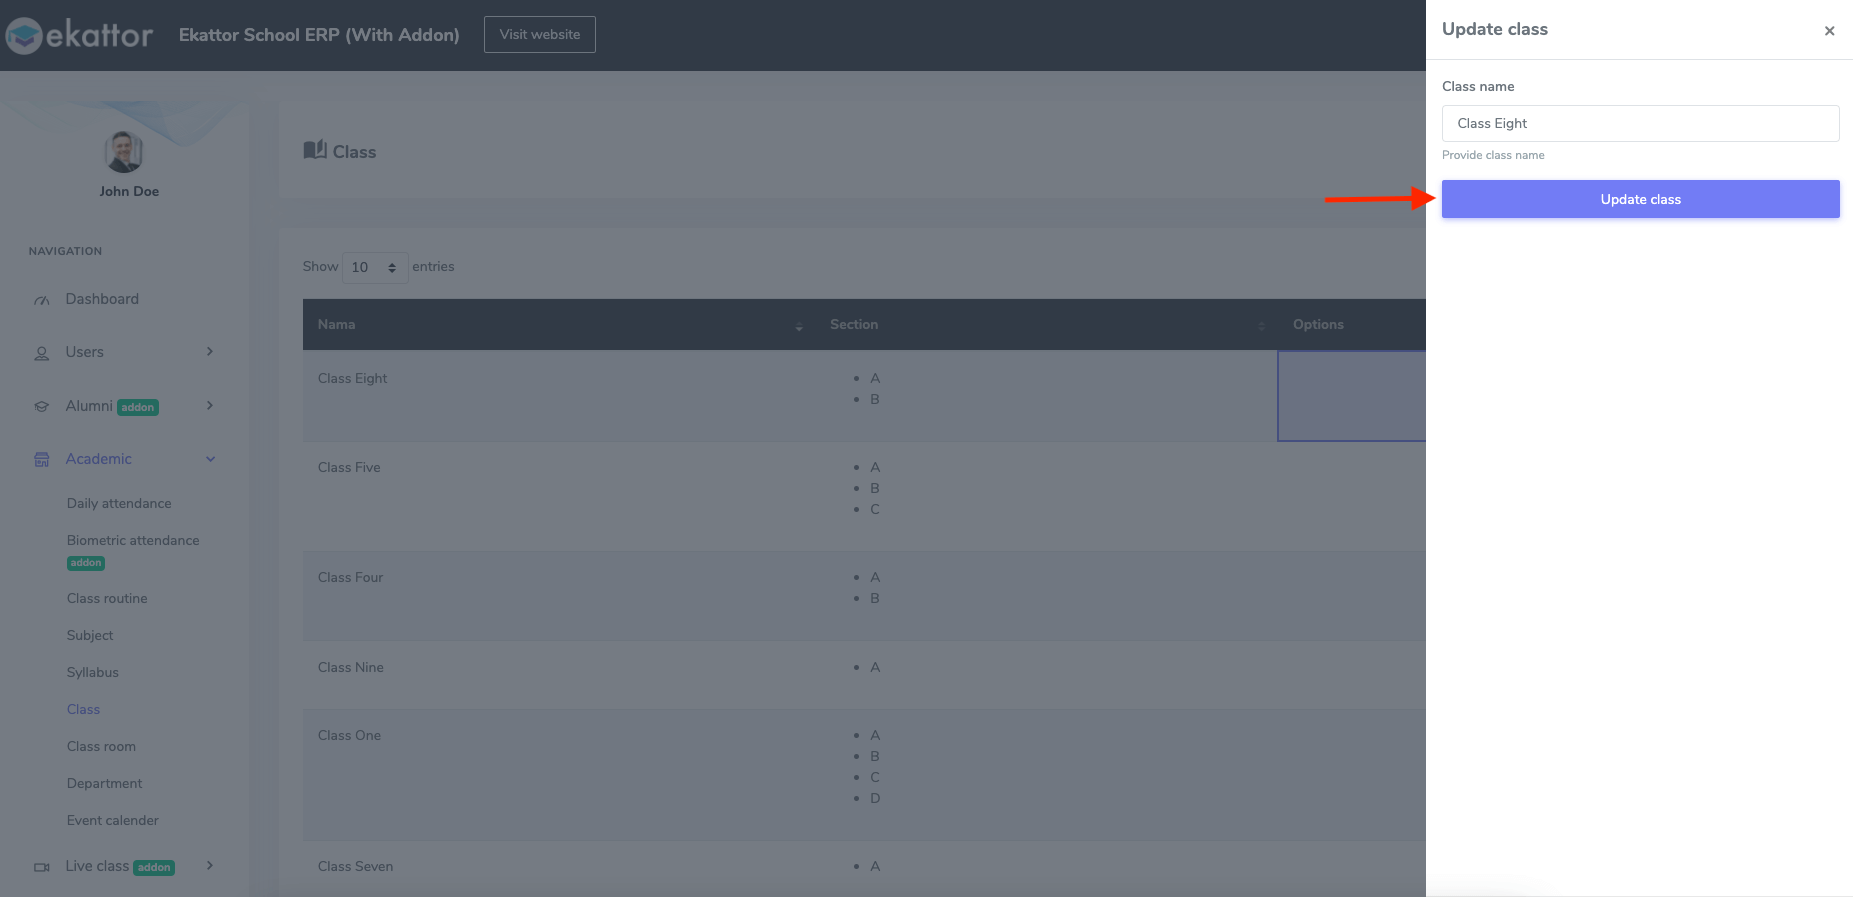 ekattor
Ekattor School ERP (With Addon)
Visit website
John Doe
NAVIGATION
Dashboard
Users
Alumni addon
Academic
Daily attendance
Biometric attendance
addon
Class routine
Subject
Syllabus
Class
Class room
Department
Event calender
Live class addon
Class
Show 10 entries
Nama Section Options
Class Eight
A
B
Class Five
A
B
C
Class Four
A
B
Class Nine
A
Class One
A
B
C
D
Class Seven
A
Update class ×
Class name
Class Eight
Provide class name
Update class